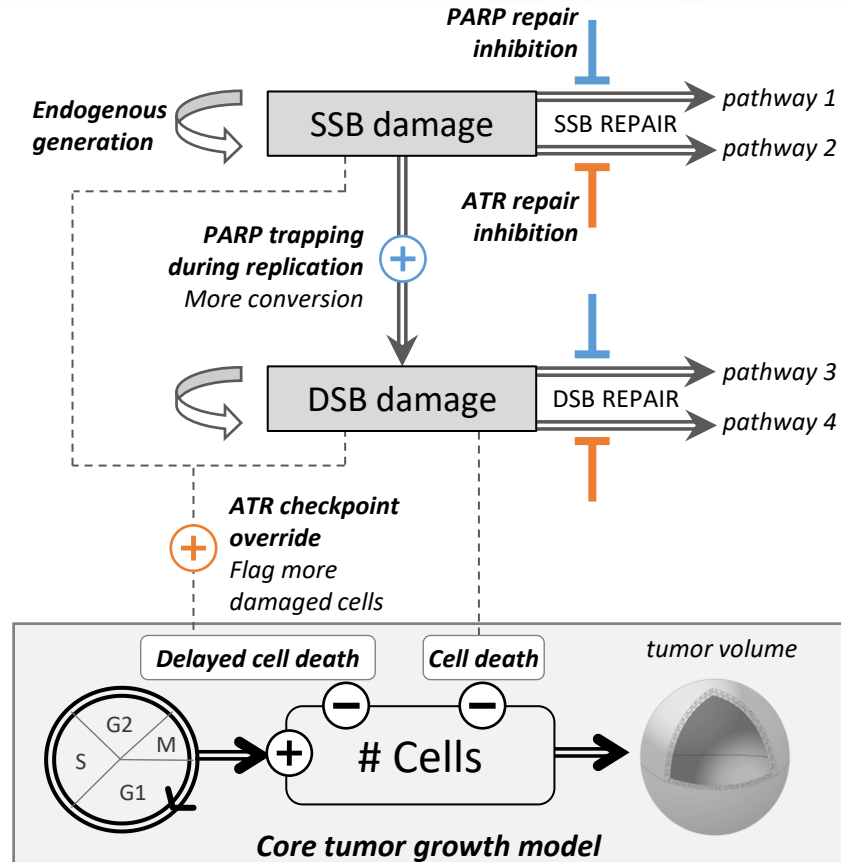 PARP repair
inhibition
Endogenous
generation
SSB damage
pathway 1
SSB REPAIR
pathway 2
ATR repair
inhibition
PARP trapping
during replication
More conversion
+
DSB damage
pathway 3
DSB REPAIR
pathway 4
ATR checkpoint
override
Flag more
damaged cells
+
Delayed cell death
Cell death
tumor volume
−
−
G2
M
S
G1
+
# Cells
Core tumor growth model